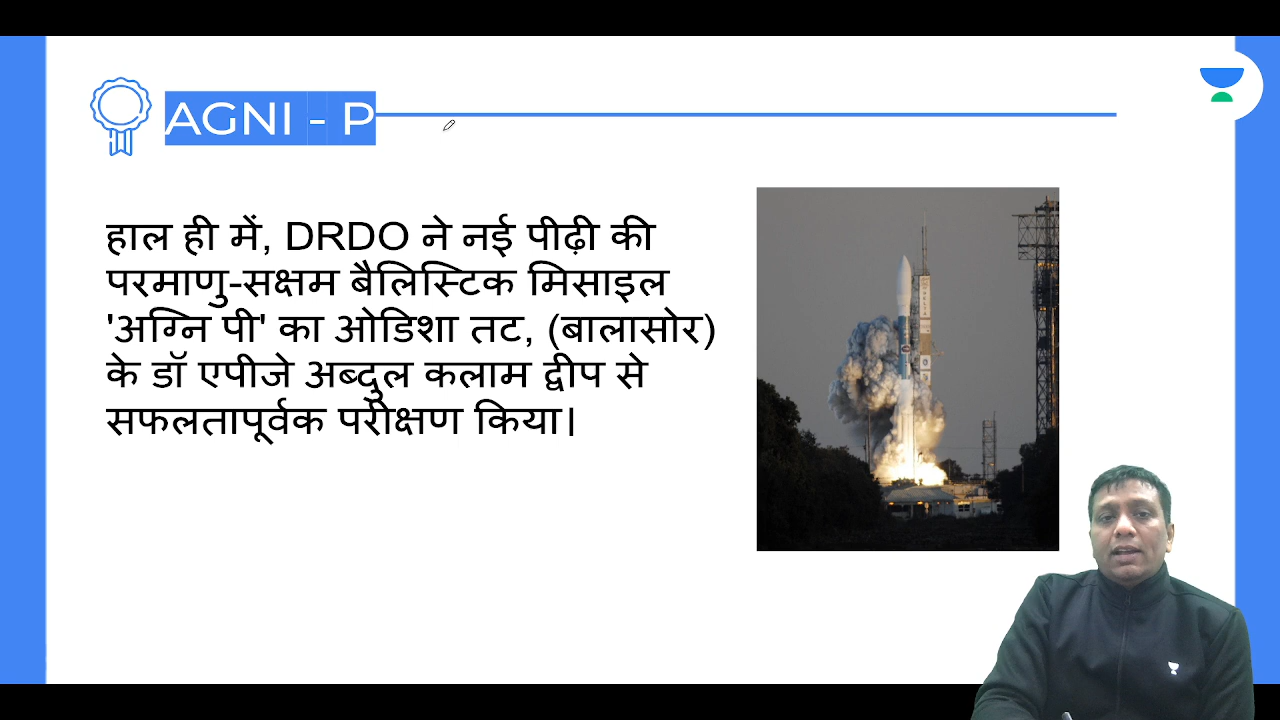 AGNI - P
हाल ही में, DRDO ने नई पीढ़ी की
परमाणु-सक्षम बैलिस्टिक मिसाइल
'अग्नि पी' का ओडिशा तट, (बालासोर)
के डॉ एपीजे अब्दुल कलाम द्वीप से
सफलतापूर्वक परीक्षण किया।